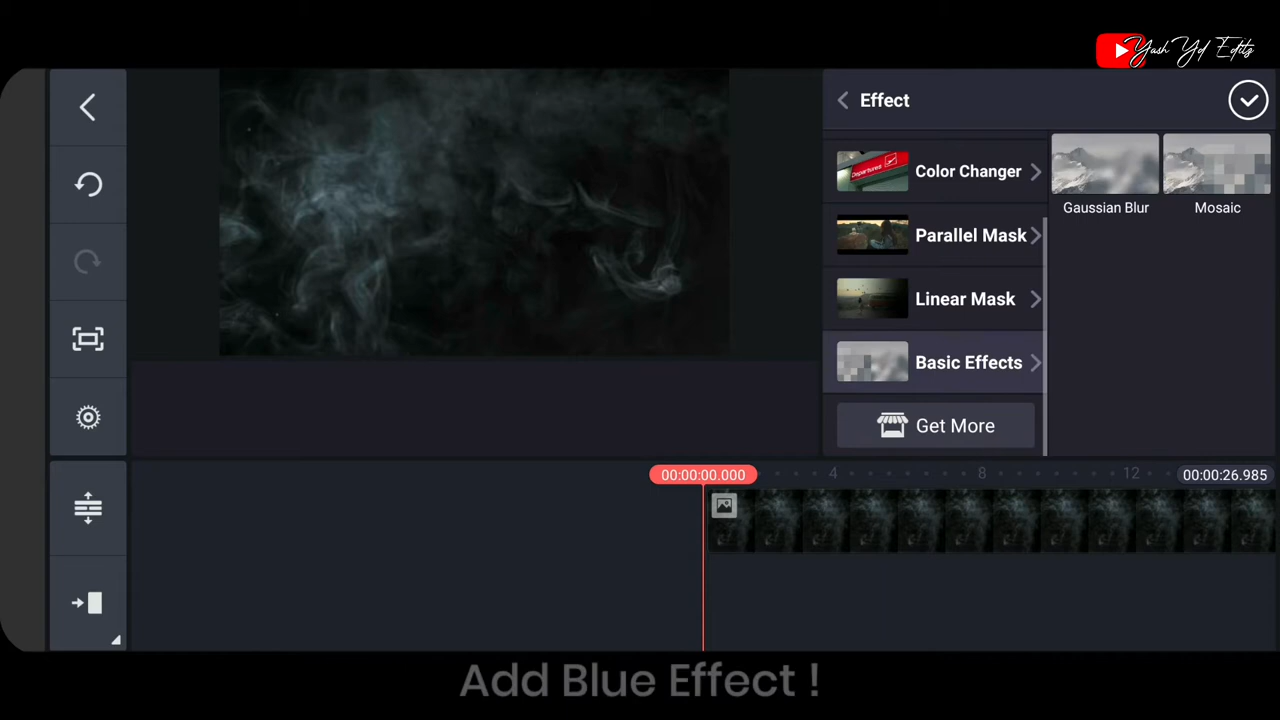 Yash Yd Editz
Effect
Color Changer
Parallel Mask
Linear Mask
Basic Effects
Get More
Gaussian Blur
Mosaic
00:00:00.000
4
8
12
00:00:26.985
Add Blue Effect !